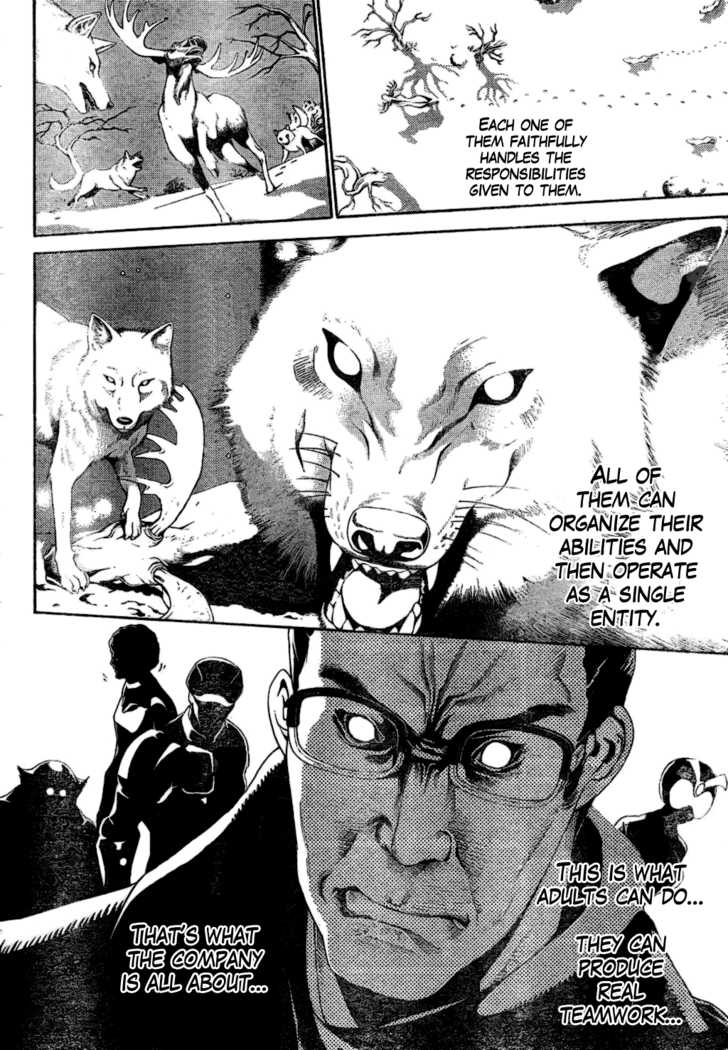 EACH ONE OF
THEM FAITHFULLY
HANDLES THE
RESPONSIBILITIES
GIVEN TO THEM.
ALL OF
THEM CAN
ORGANIZE THEIR
ABILITIES AND
THEN OPERATE
AS A SINGLE
ENTITY.
THIS IS WHAT
ADULTS CAN DO...
THEY CAN
PRODUCE
REAL
TEAMWORK...
THAT'S WHAT
THE COMPANY
IS ALL ABOUT...